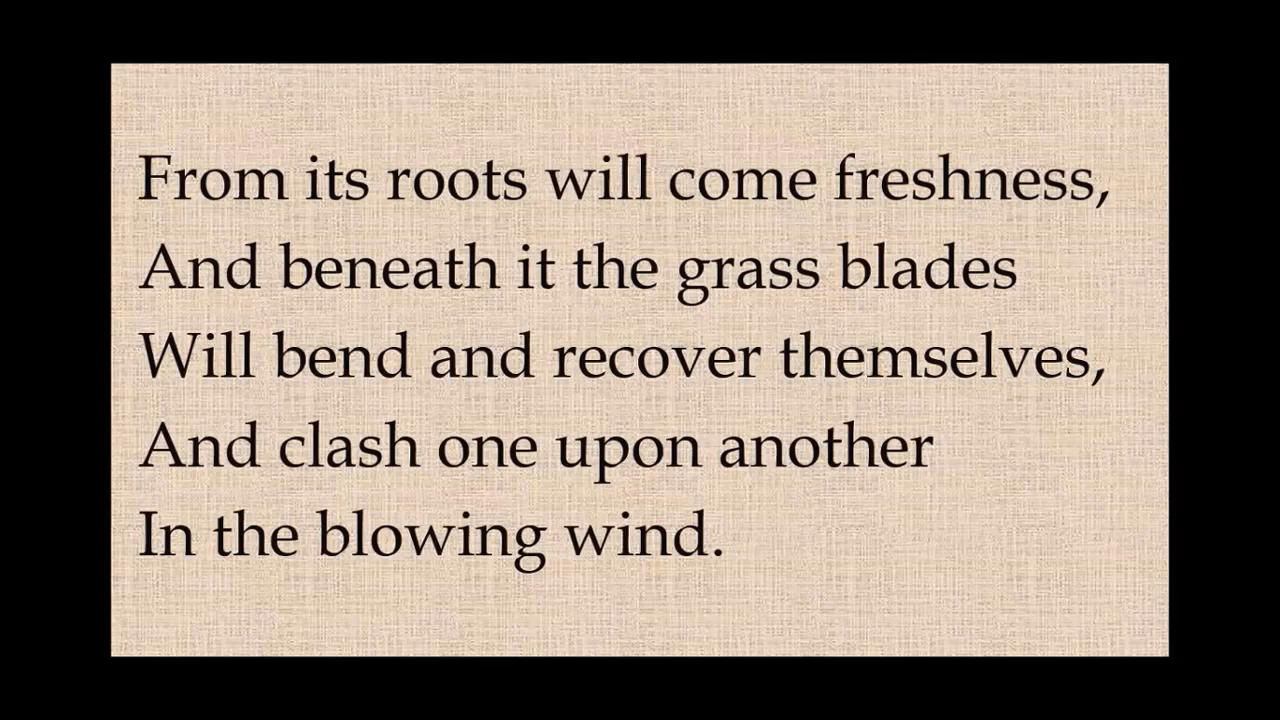 From its roots will come freshness,
And beneath it the grass blades
Will bend and recover themselves,
And clash one upon another
In the blowing wind.